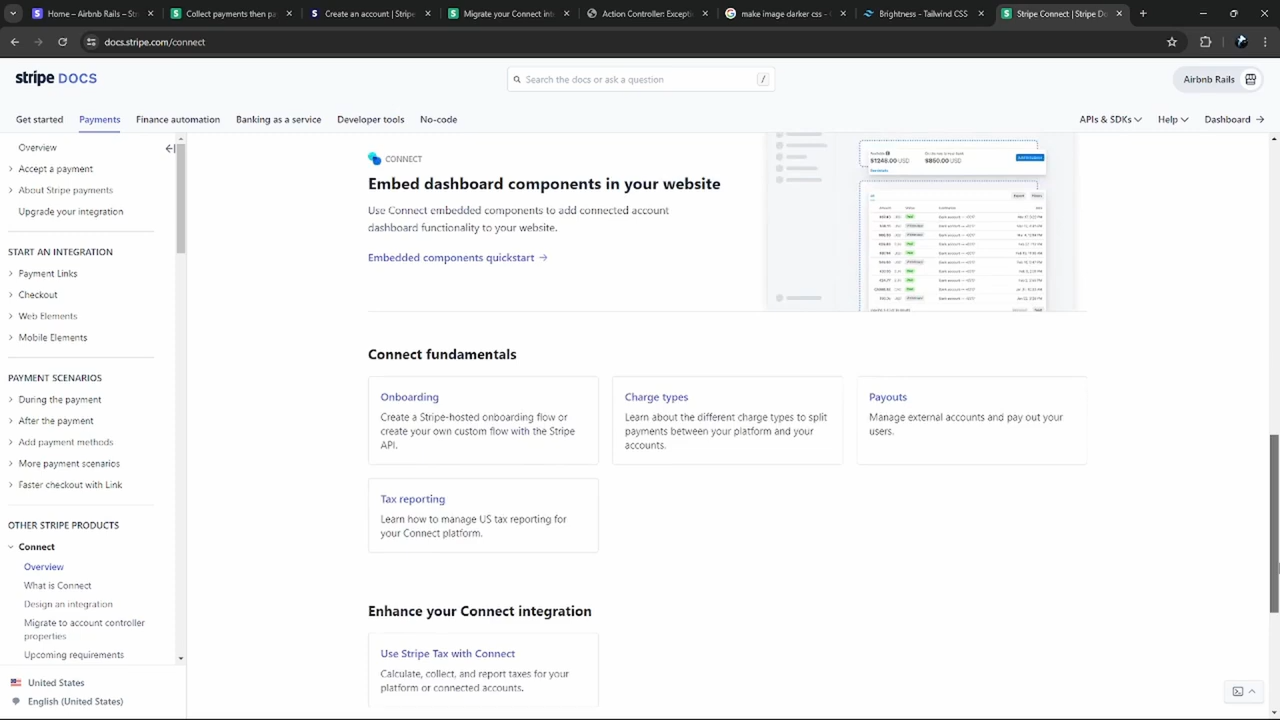 Home – Airbnb Rails – St
Collect payments then pa
Create an account | Stripe
Migrate your Connect inte
Action Controller: Excepti
make image darker css -
Brightness - Tailwind CSS
Stripe Connect | Stripe Do
docs.stripe.com/connect
stripe DOCS
Search the docs or ask a question
/
Airbnb Rails
Get started
Payments
Finance automation
Banking as a service
Developer tools
No-code
APIs & SDKs
Help
Dashboard →
Overview
Accept a payment
About Stripe payments
Upgrade your integration
START AN INTEGRATION
Payment Links
Checkout
Web Elements
Mobile Elements
PAYMENT SCENARIOS
During the payment
After the payment
Add payment methods
More payment scenarios
Faster checkout with Link
OTHER STRIPE PRODUCTS
Connect
Overview
What is Connect
Design an integration
Migrate to account controller
properties
Upcoming requirements
United States
English (United States)
CONNECT
Embed dashboard components in your website
Use Connect embedded components to add connected account
dashboard functionality to your website.
Embedded components quickstart →
Connect fundamentals
Onboarding
Create a Stripe-hosted onboarding flow or
create your own custom flow with the Stripe
API.
Charge types
Learn about the different charge types to split
payments between your platform and your
accounts.
Payouts
Manage external accounts and pay out your
users.
Tax reporting
Learn how to manage US tax reporting for
your Connect platform.
Enhance your Connect integration
Use Stripe Tax with Connect
Calculate, collect, and report taxes for your
platform or connected accounts.